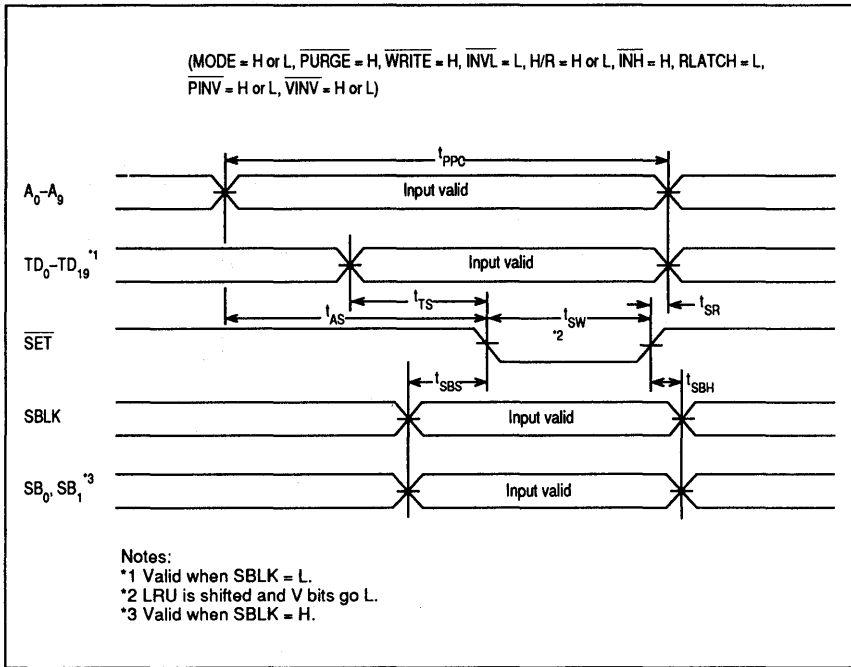 (MODE = H or L, PURGE = H, WRITE = H, INVL = L, H/R = H or L, INH = H, RLATCH = L,
PINV = H or L, VINV = H or L)
tPPC
A0–A9
Input valid
TD0–TD19*1
Input valid
tTS
tSR
tAS
tSW
*2
SET
tSBS
tSBH
SBLK
Input valid
SB0, SB1*3
Input valid
Notes:
*1 Valid when SBLK = L.
*2 LRU is shifted and V bits go L.
*3 Valid when SBLK = H.